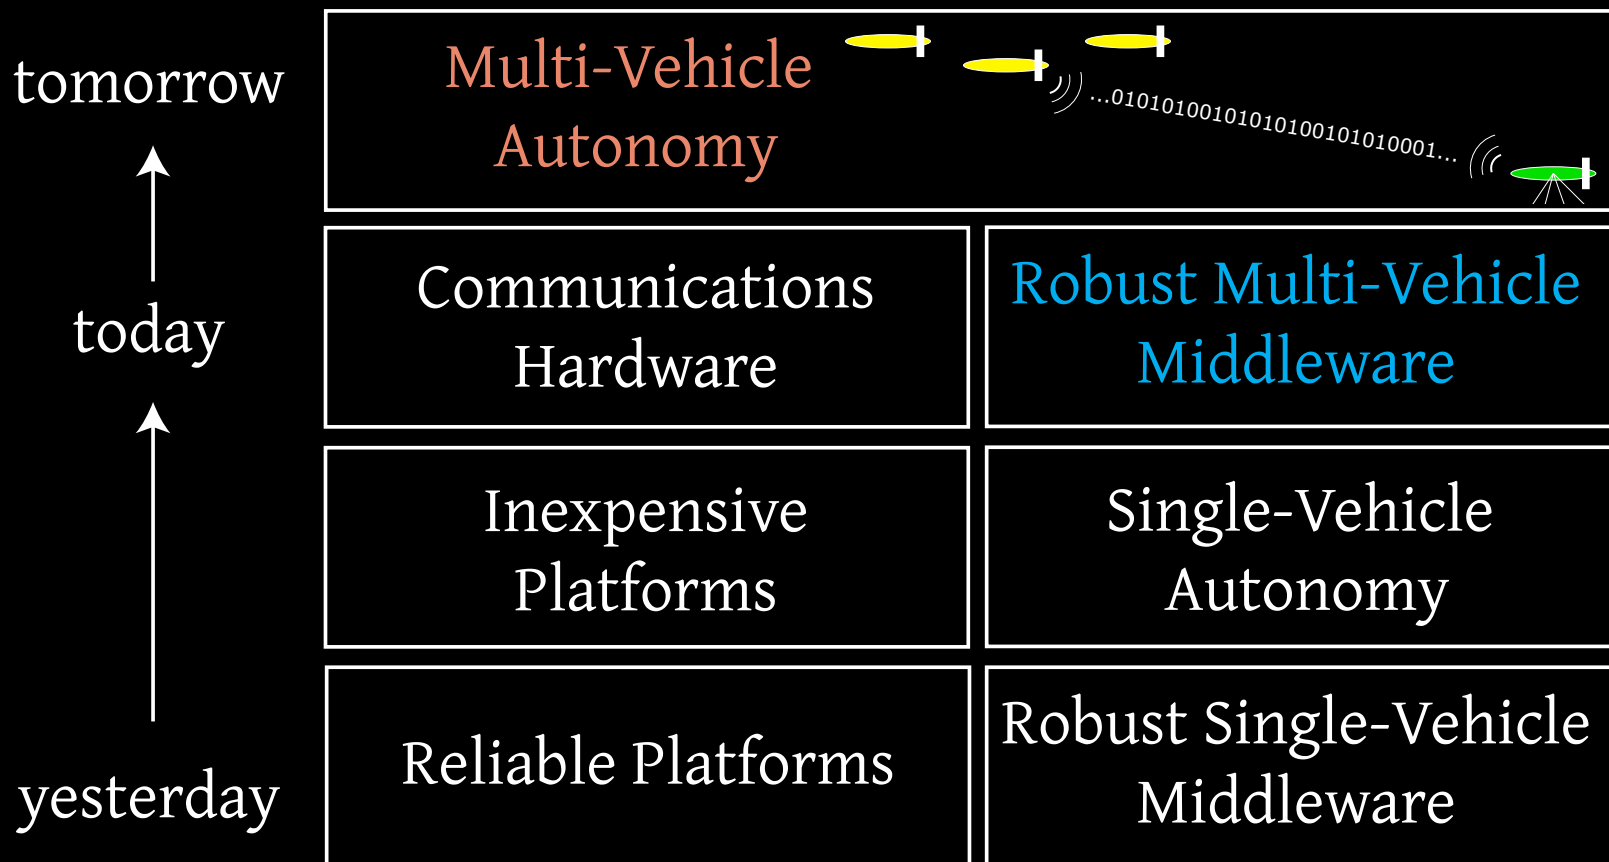 tomorrow
Multi-Vehicle
Autonomy
...01010100101010100101010001...
today
Communications
Hardware
Robust Multi-Vehicle
Middleware
Inexpensive
Platforms
Single-Vehicle
Autonomy
yesterday
Reliable Platforms
Robust Single-Vehicle
Middleware